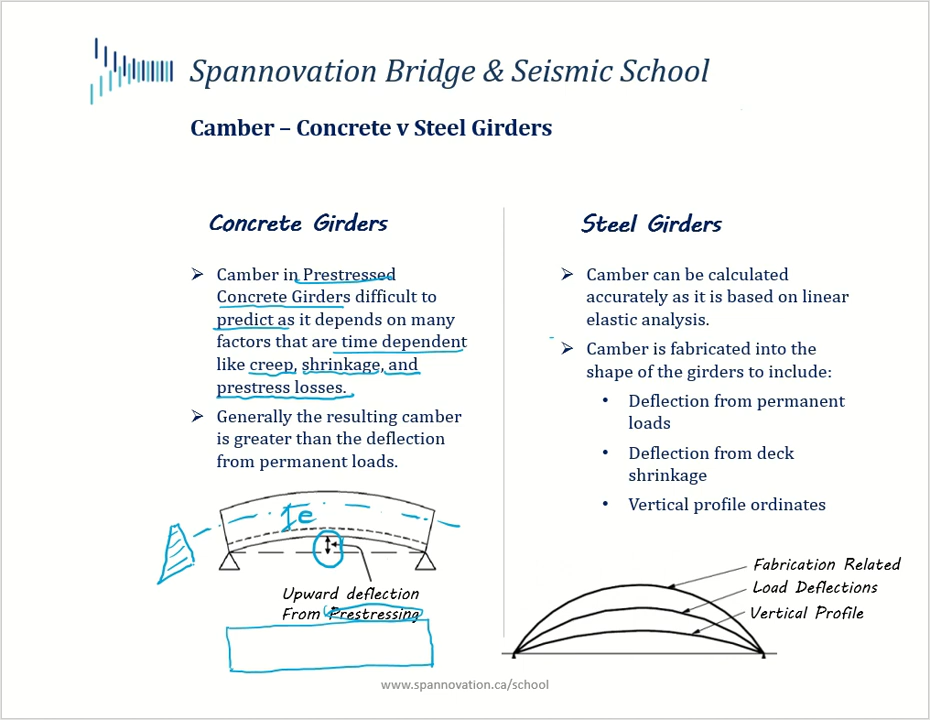 Spannovation Bridge & Seismic School
Camber – Concrete v Steel Girders
Concrete Girders
Camber in Prestressed
Concrete Girders difficult to
predict as it depends on many
factors that are time dependent
like creep, shrinkage, and
prestress losses.
Generally the resulting camber
is greater than the deflection
from permanent loads.
e
Upward deflection
From Prestressing
Steel Girders
Camber can be calculated
accurately as it is based on linear
elastic analysis.
Camber is fabricated into the
shape of the girders to include:
Deflection from permanent
loads
Deflection from deck
shrinkage
Vertical profile ordinates
Fabrication Related
Load Deflections
Vertical Profile
www.spannovation.ca/school